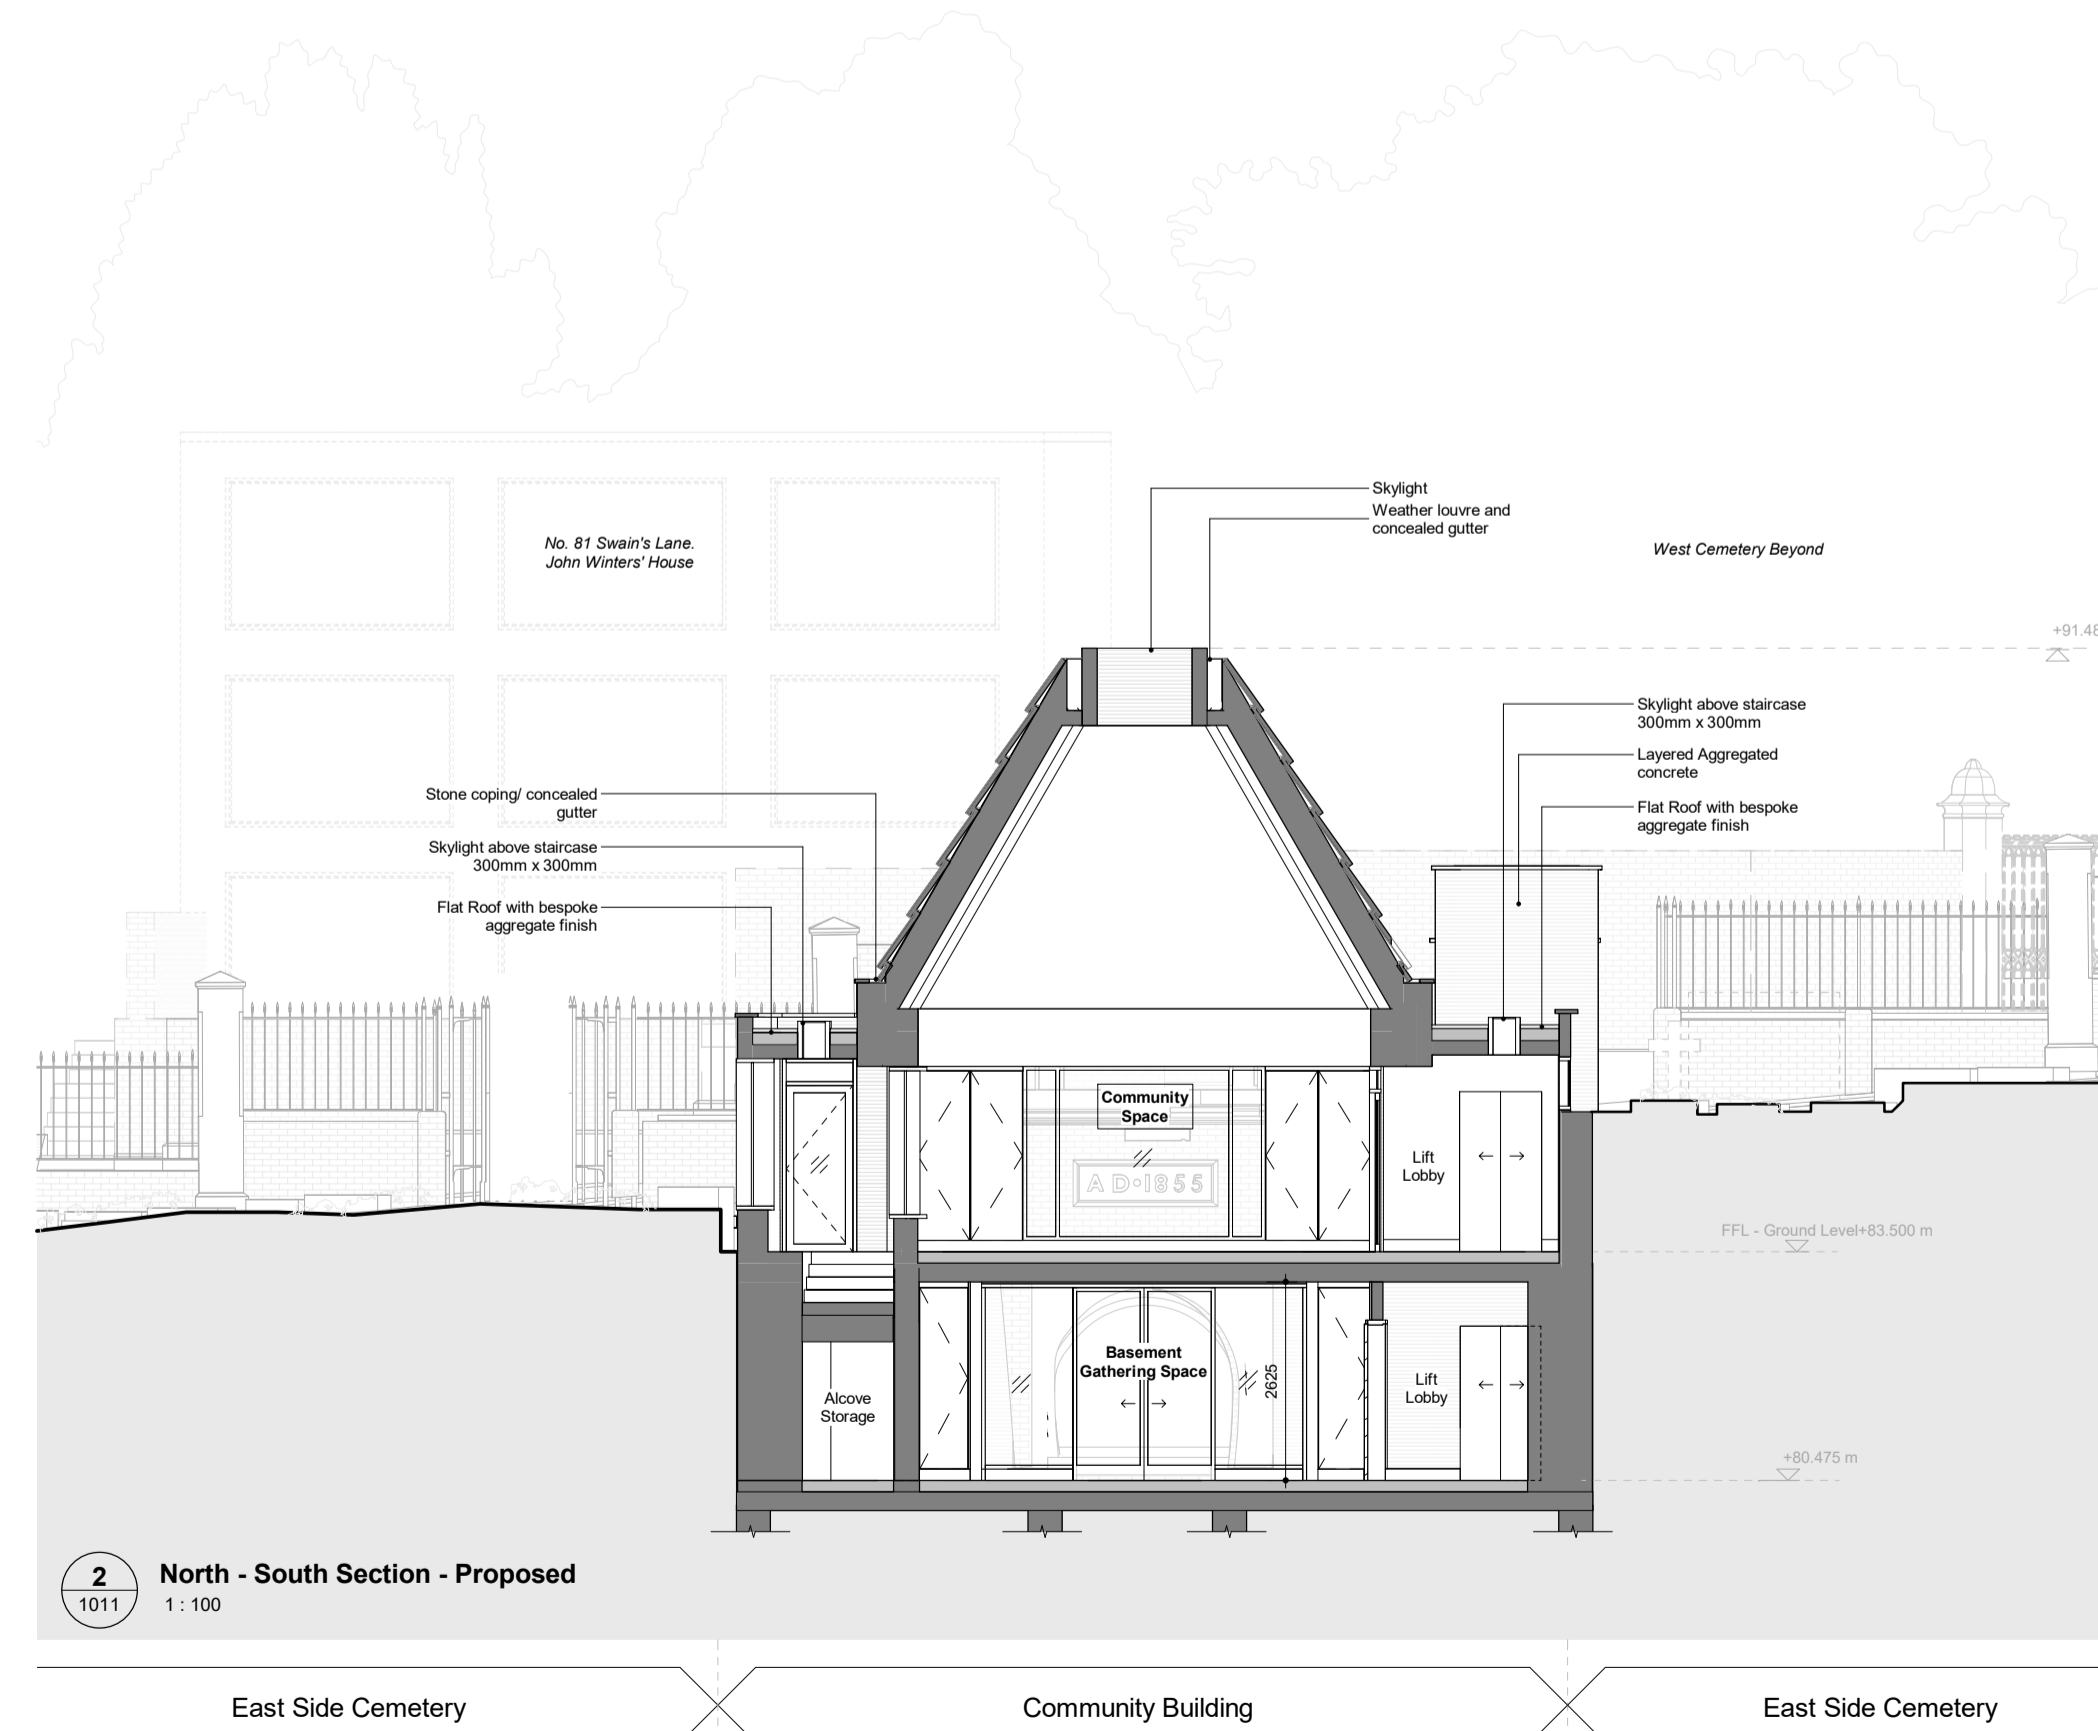 Skylight
Weather louvre and
concealed gutter
No. 81 Swain's Lane.
John Winters' House
West Cemetery Beyond
+91.48
Skylight above staircase
300mm x 300mm
Layered Aggregated
concrete
Flat Roof with bespoke
aggregate finish
Stone coping/ concealed
gutter
Skylight above staircase
300mm x 300mm
Flat Roof with bespoke
aggregate finish
Community
Space
AD·1855
Lift
Lobby
FFL - Ground Level+83.500 m
Basement
Gathering Space
2625
Lift
Lobby
Alcove
Storage
+80.475 m
2
1011
North - South Section - Proposed
1 : 100
East Side Cemetery
Community Building
East Side Cemetery